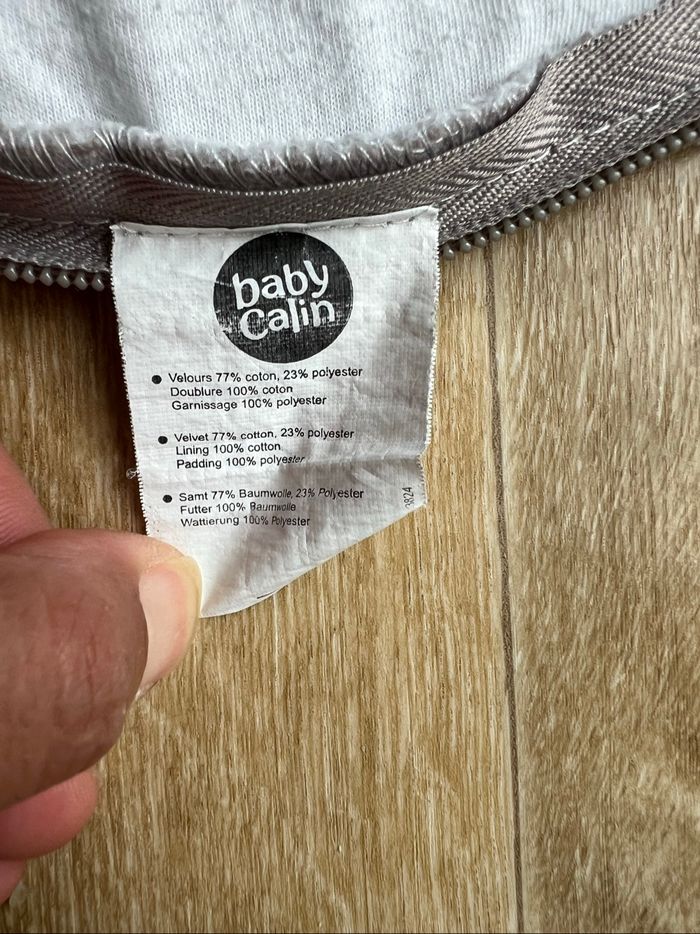 baby
calin
Velours 77% coton, 23% polyester
Doublure 100% coton
Garnissage 100% polyester
Velvet 77% cotton, 23% polyester
Lining 100% cotton
Padding 100% polyester
Samt 77% Baumwolle, 23% Polyester
Futter 100% Baumwolle
Wattierung 100% Polyester
3824